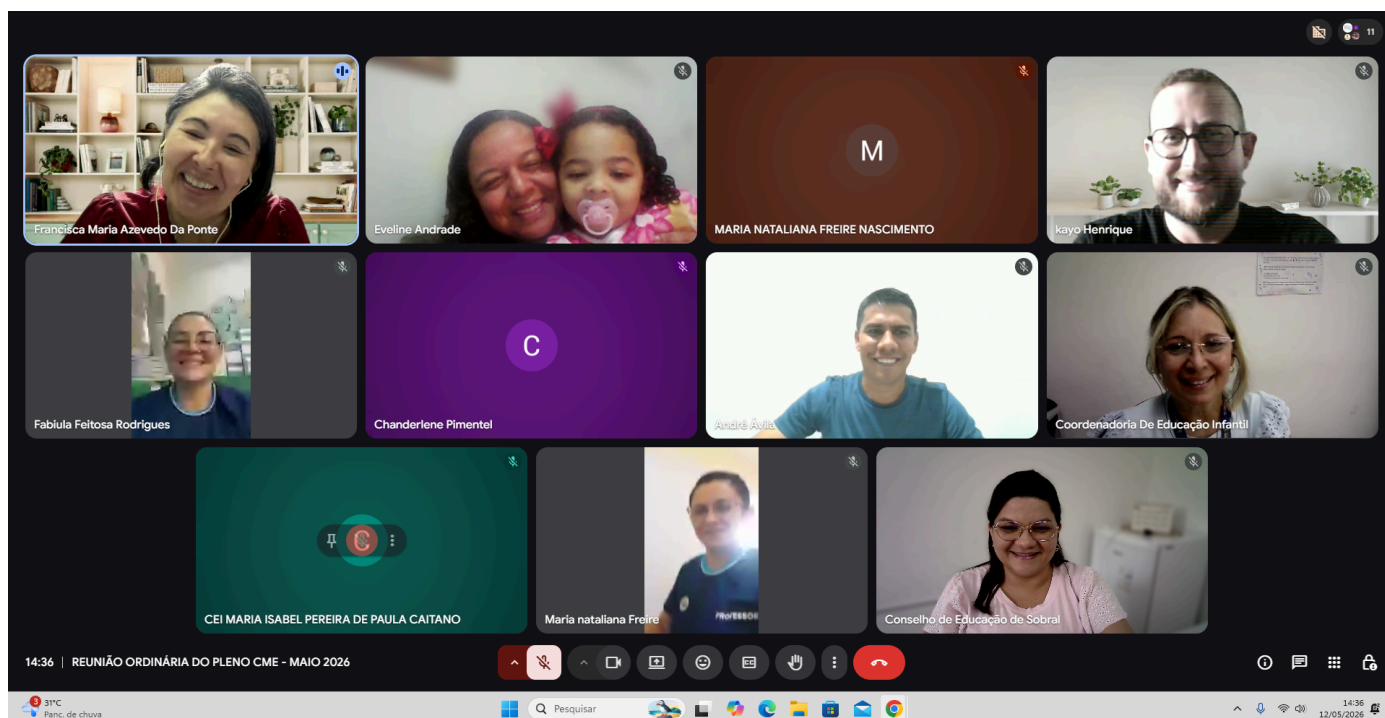 11
Francisca Maria Azevedo Da Ponte
Eveline Andrade
M
MARIA NATALIANA FREIRE NASCIMENTO
kayo Henrique
Fabiula Feitosa Rodrigues
C
Chanderlene Pimentel
André Ávila
Coordenadoria De Educação Infantil
C
CEI MARIA ISABEL PEREIRA DE PAULA CAITANO
PROFESSOR
Maria nataliana Freire
Conselho de Educação de Sobral
14:36 | REUNIÃO ORDINÁRIA DO PLENO CME - MAIO 2026
3
31°C
Panc. de chuva
Pesquisar
14:36
12/05/2026